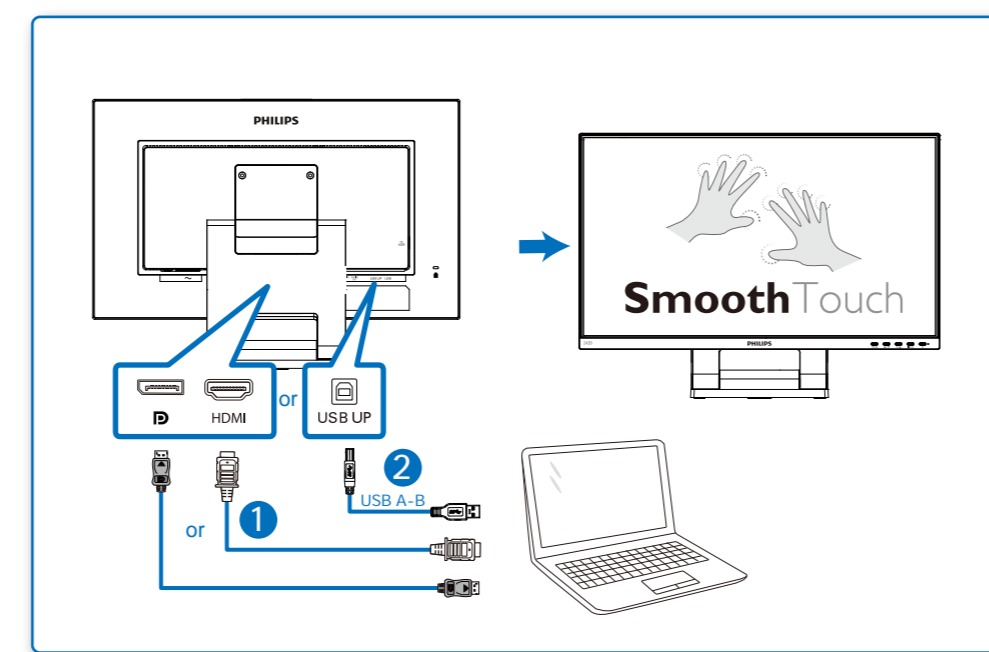 PHILIPS
SmoothTouch
PHILIPS
HDMI
or
USB UP
2
USB A-B
or
1